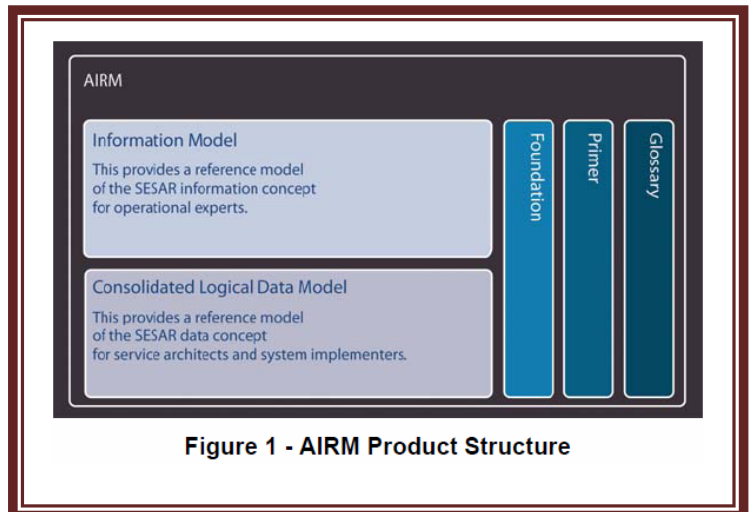 AIRM
Information Model
This provides a reference model
of the SESAR information concept
for operational experts.
Consolidated Logical Data Model
This provides a reference model
of the SESAR data concept
for service architects and system implementers.
Foundation
Primer
Glossary
Figure 1 - AIRM Product Structure